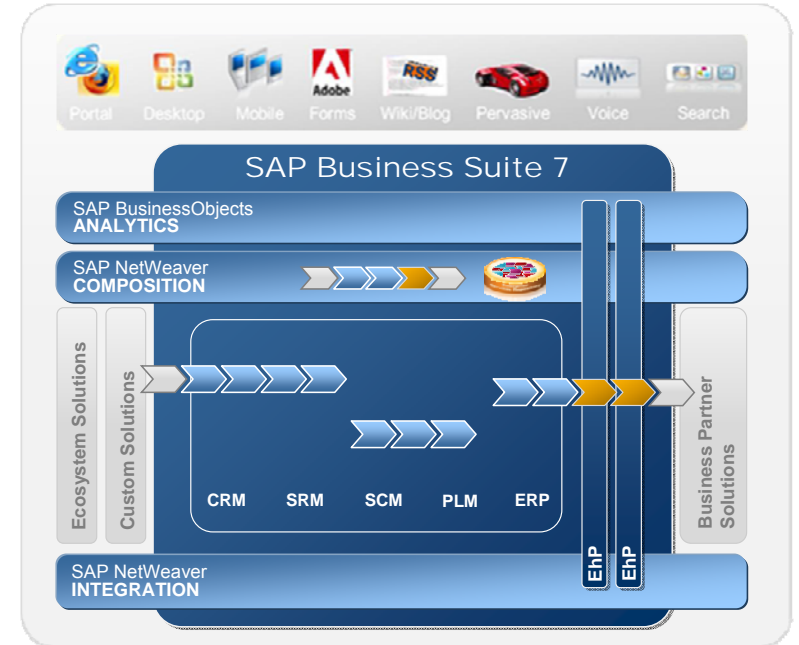 RSS
Adobe
Portal
Desktop
Mobile
Forms
Wiki/Blog
Pervasive
Voice
Search
SAP Business Suite 7
SAP BusinessObjects
ANALYTICS
SAP NetWeaver
COMPOSITION
Ecosystem Solutions
Custom Solutions
Business Partner
Solutions
CRM
SRM
SCM
PLM
ERP
EhP
EhP
SAP NetWeaver
INTEGRATION